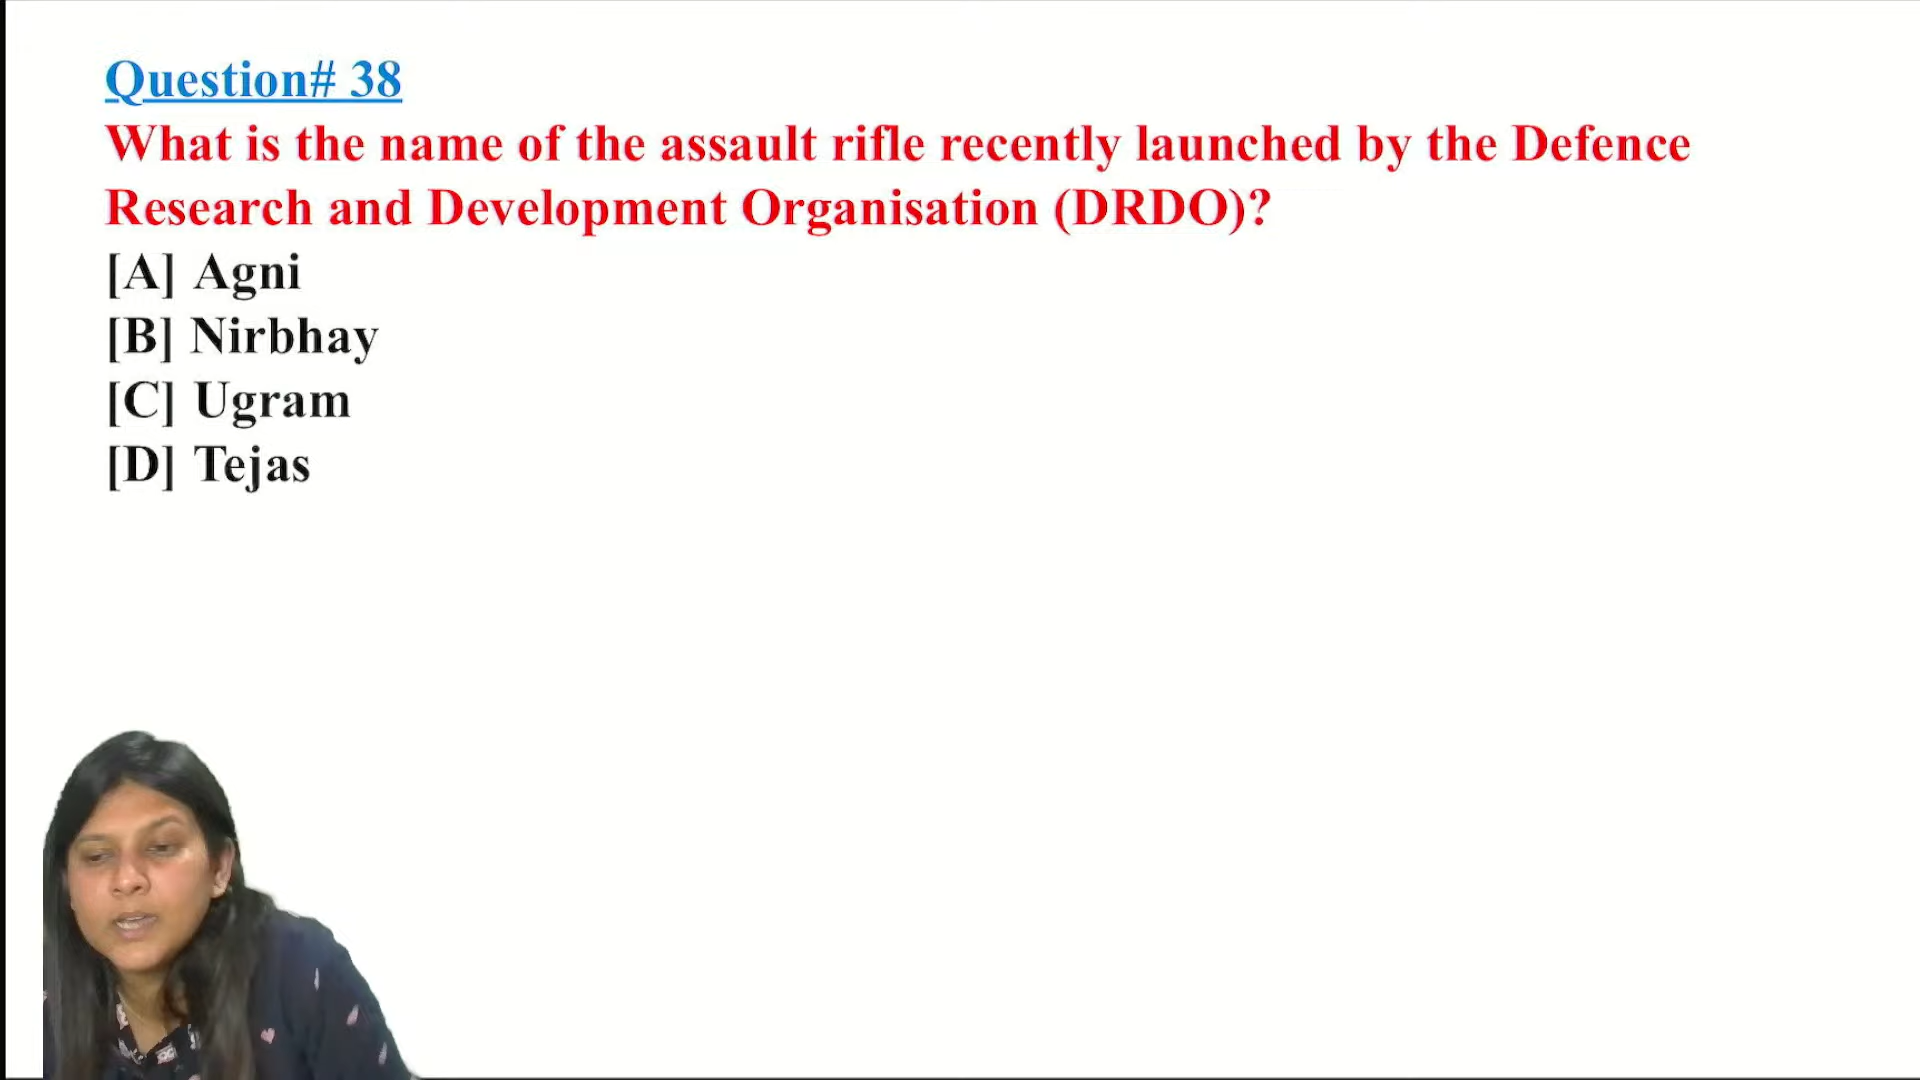 Question# 38
What is the name of the assault rifle recently launched by the Defence
Research and Development Organisation (DRDO)?
[A] Agni
[B] Nirbhay
[C] Ugram
[D] Tejas